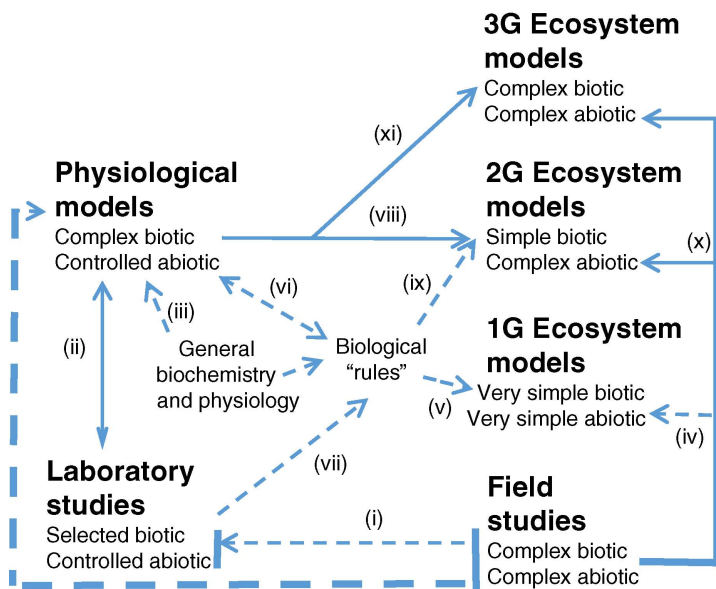 3G Ecosystem
models
Complex biotic
Complex abiotic
(xi)
Physiological
models
Complex biotic
Controlled abiotic
(viii)
2G Ecosystem
models
Simple biotic
Complex abiotic
(x)
(ii)
(iii)
(vi)
(ix)
General
biochemistry
and physiology
Biological
“rules”
(v)
1G Ecosystem
models
Very simple biotic
Very simple abiotic
(iv)
(vii)
Laboratory
studies
Selected biotic
Controlled abiotic
(i)
Field
studies
Complex biotic
Complex abiotic